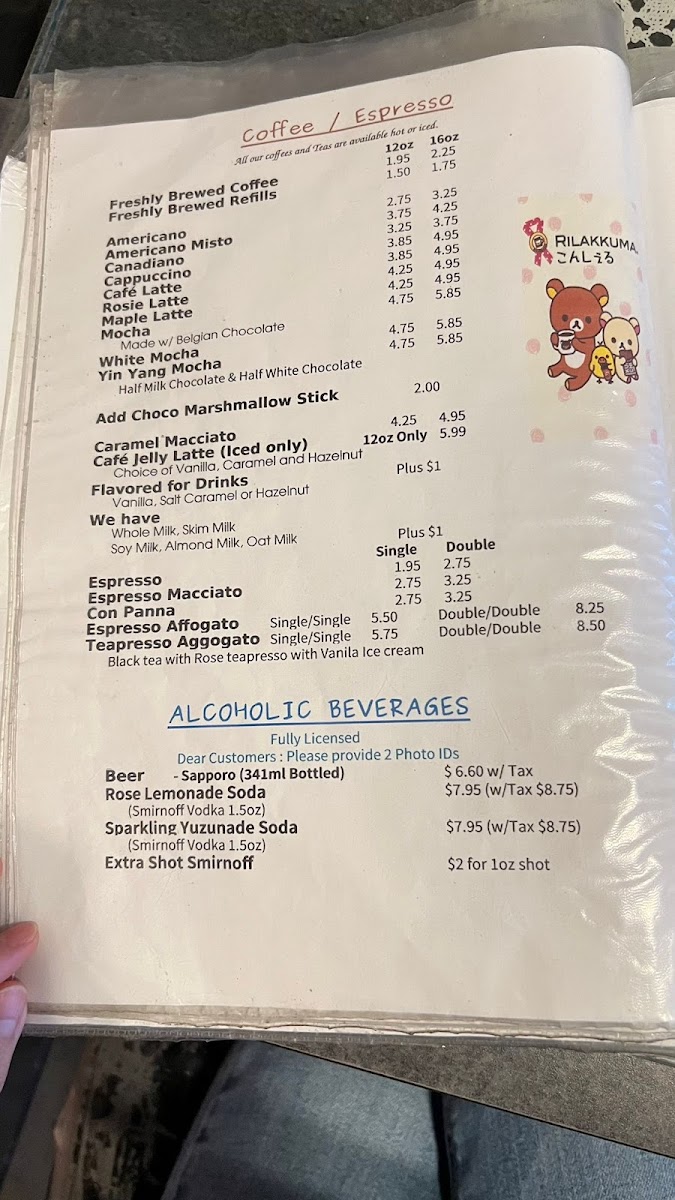 Coffee / Espresso
All our coffees and Teas are available hot or iced.
12oz 16oz
Freshly Brewed Coffee 1.95 2.25
Freshly Brewed Refills 1.50 1.75
Americano 2.75 3.25
Americano Misto 3.75 4.25
Canadiano 3.25 3.75
Cappuccino 3.85 4.95
Café Latte 3.85 4.95
Rosie Latte 4.25 4.95
Maple Latte 4.25 4.95
Mocha 4.75 5.85
Made w/ Belgian Chocolate
White Mocha 4.75 5.85
Yin Yang Mocha 4.75 5.85
Half Milk Chocolate & Half White Chocolate
Add Choco Marshmallow Stick 2.00
Caramel Macciato 4.25 4.95
Café Jelly Latte (Iced only) 12oz Only 5.99
Choice of Vanilla, Caramel and Hazelnut
Flavored for Drinks Plus $1
Vanilla, Salt Caramel or Hazelnut
We have
Whole Milk, Skim Milk
Soy Milk, Almond Milk, Oat Milk Plus $1
Single Double
Espresso 1.95 2.75
Espresso Macciato 2.75 3.25
Con Panna 2.75 3.25
Espresso Affogato Single/Single 5.50 Double/Double 8.25
Teapresso Aggogato Single/Single 5.75 Double/Double 8.50
Black tea with Rose teapresso with Vanila Ice cream
RILAKKUMA
こんしぇる
ALCOHOLIC BEVERAGES
Fully Licensed
Dear Customers : Please provide 2 Photo IDs
Beer - Sapporo (341ml Bottled) $ 6.60 w/ Tax
Rose Lemonade Soda $7.95 (w/Tax $8.75)
(Smirnoff Vodka 1.5oz)
Sparkling Yuzunade Soda $7.95 (w/Tax $8.75)
(Smirnoff Vodka 1.5oz)
Extra Shot Smirnoff $2 for 1oz shot